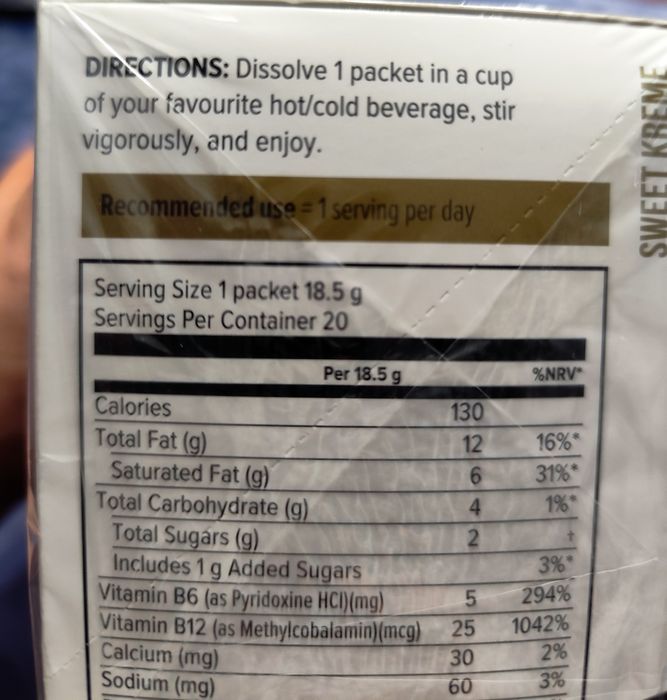 DIRECTIONS: Dissolve 1 packet in a cup
of your favourite hot/cold beverage, stir
vigorously, and enjoy.
SWEET KREME
Recommended use = 1 serving per day
Serving Size 1 packet 18.5 g
Servings Per Container 20
Per 18.5 g %NRV*
Calories 130
Total Fat (g) 12 16%*
Saturated Fat (g) 6 31%*
Total Carbohydrate (g) 4 1%*
Total Sugars (g) 2 †
Includes 1 g Added Sugars 3%*
Vitamin B6 (as Pyridoxine HCl)(mg) 5 294%
Vitamin B12 (as Methylcobalamin)(mcg) 25 1042%
Calcium (mg) 30 2%
Sodium (mg) 60 3%